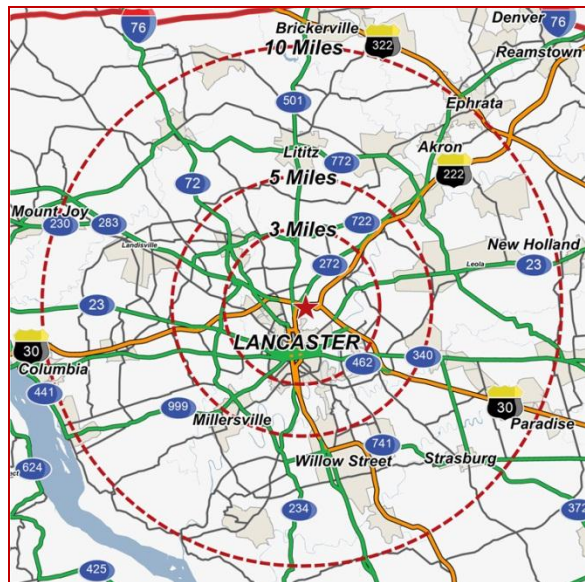 Denver
76
76
Brickerville
322
Reamstown
10 Miles
501
Ephrata
Lititz
772
Akron
222
72
5 Miles
Mount Joy
230
283
722
3 Miles
Landisville
272
New Holland
Leola
23
23
LANCASTER
30
340
462
Columbia
441
999
Millersville
30
Paradise
741
Willow Street
Strasburg
624
234
372
425